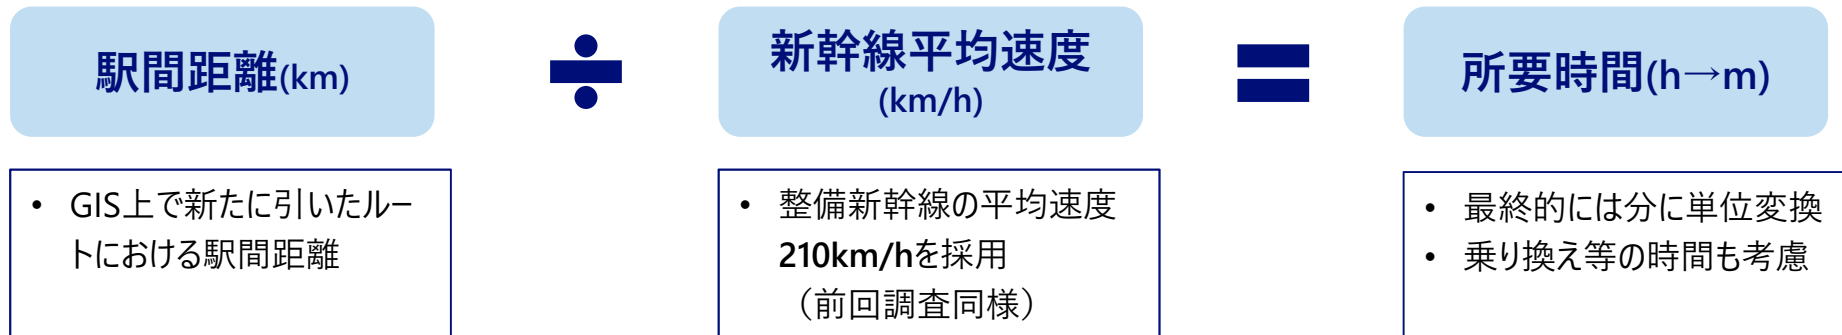 駅間距離(km)
÷
新幹線平均速度
(km/h)
=
所要時間(h→m)
• GIS上で新たに引いたルー
トにおける駅間距離
• 整備新幹線の平均速度
210km/hを採用
（前回調査同様）
• 最終的には分に単位変換
• 乗り換え等の時間も考慮